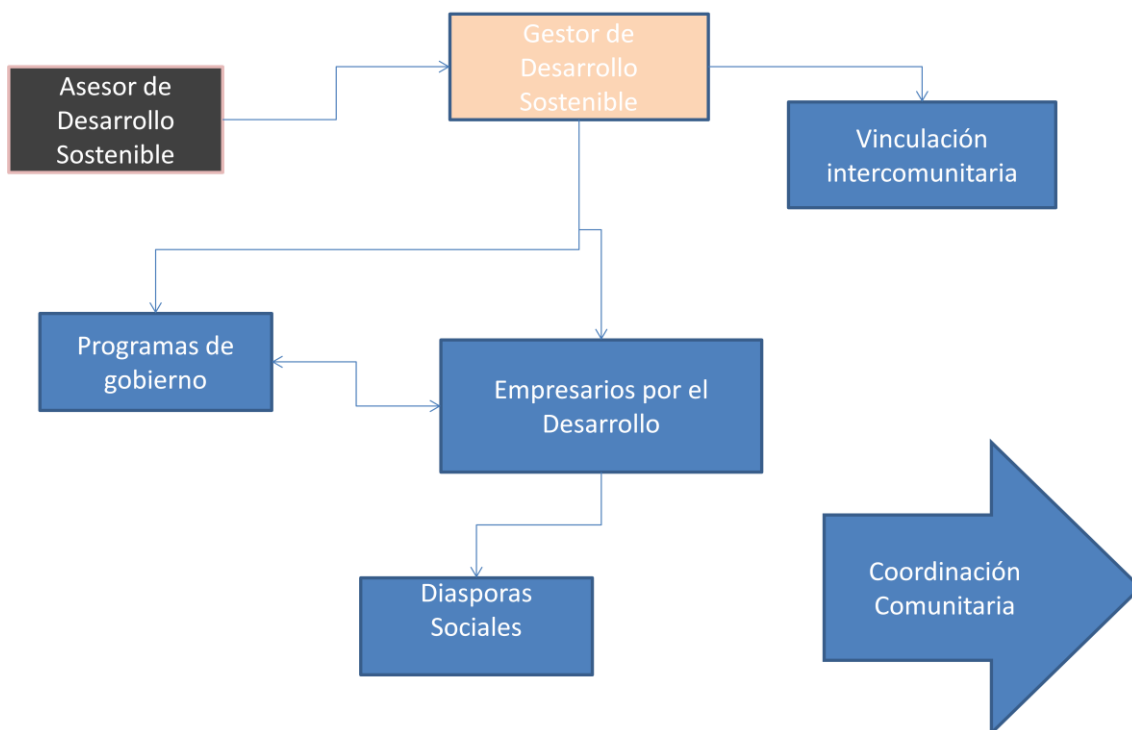 Gestor de
Desarrollo
Sostenible
Asesor de
Desarrollo
Sostenible
Vinculación
intercomunitaria
Programas de
gobierno
Empresarios por el
Desarrollo
Diasporas
Sociales
Coordinación
Comunitaria